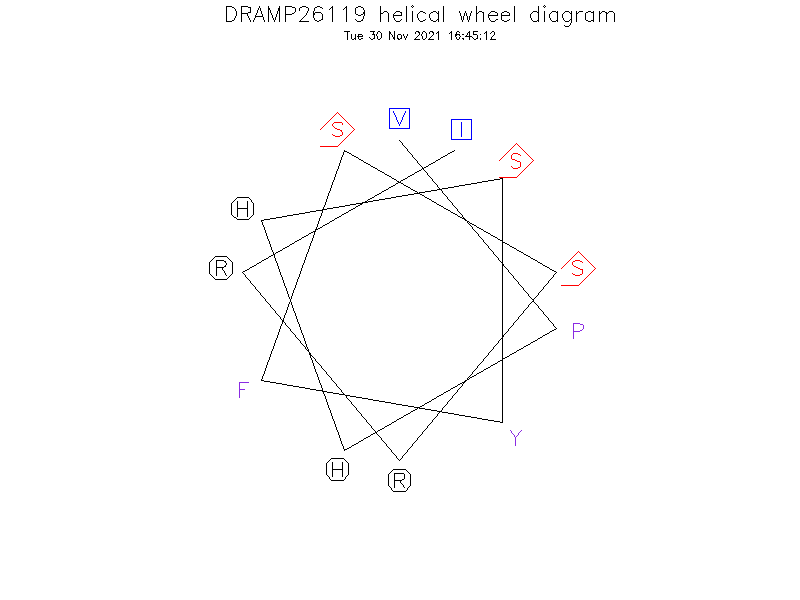 DRAMP26119 helical wheel diagram
Tue 30 Nov 2021 16:45:12
V
I
S
S
H
R
S
P
F
Y
H
R